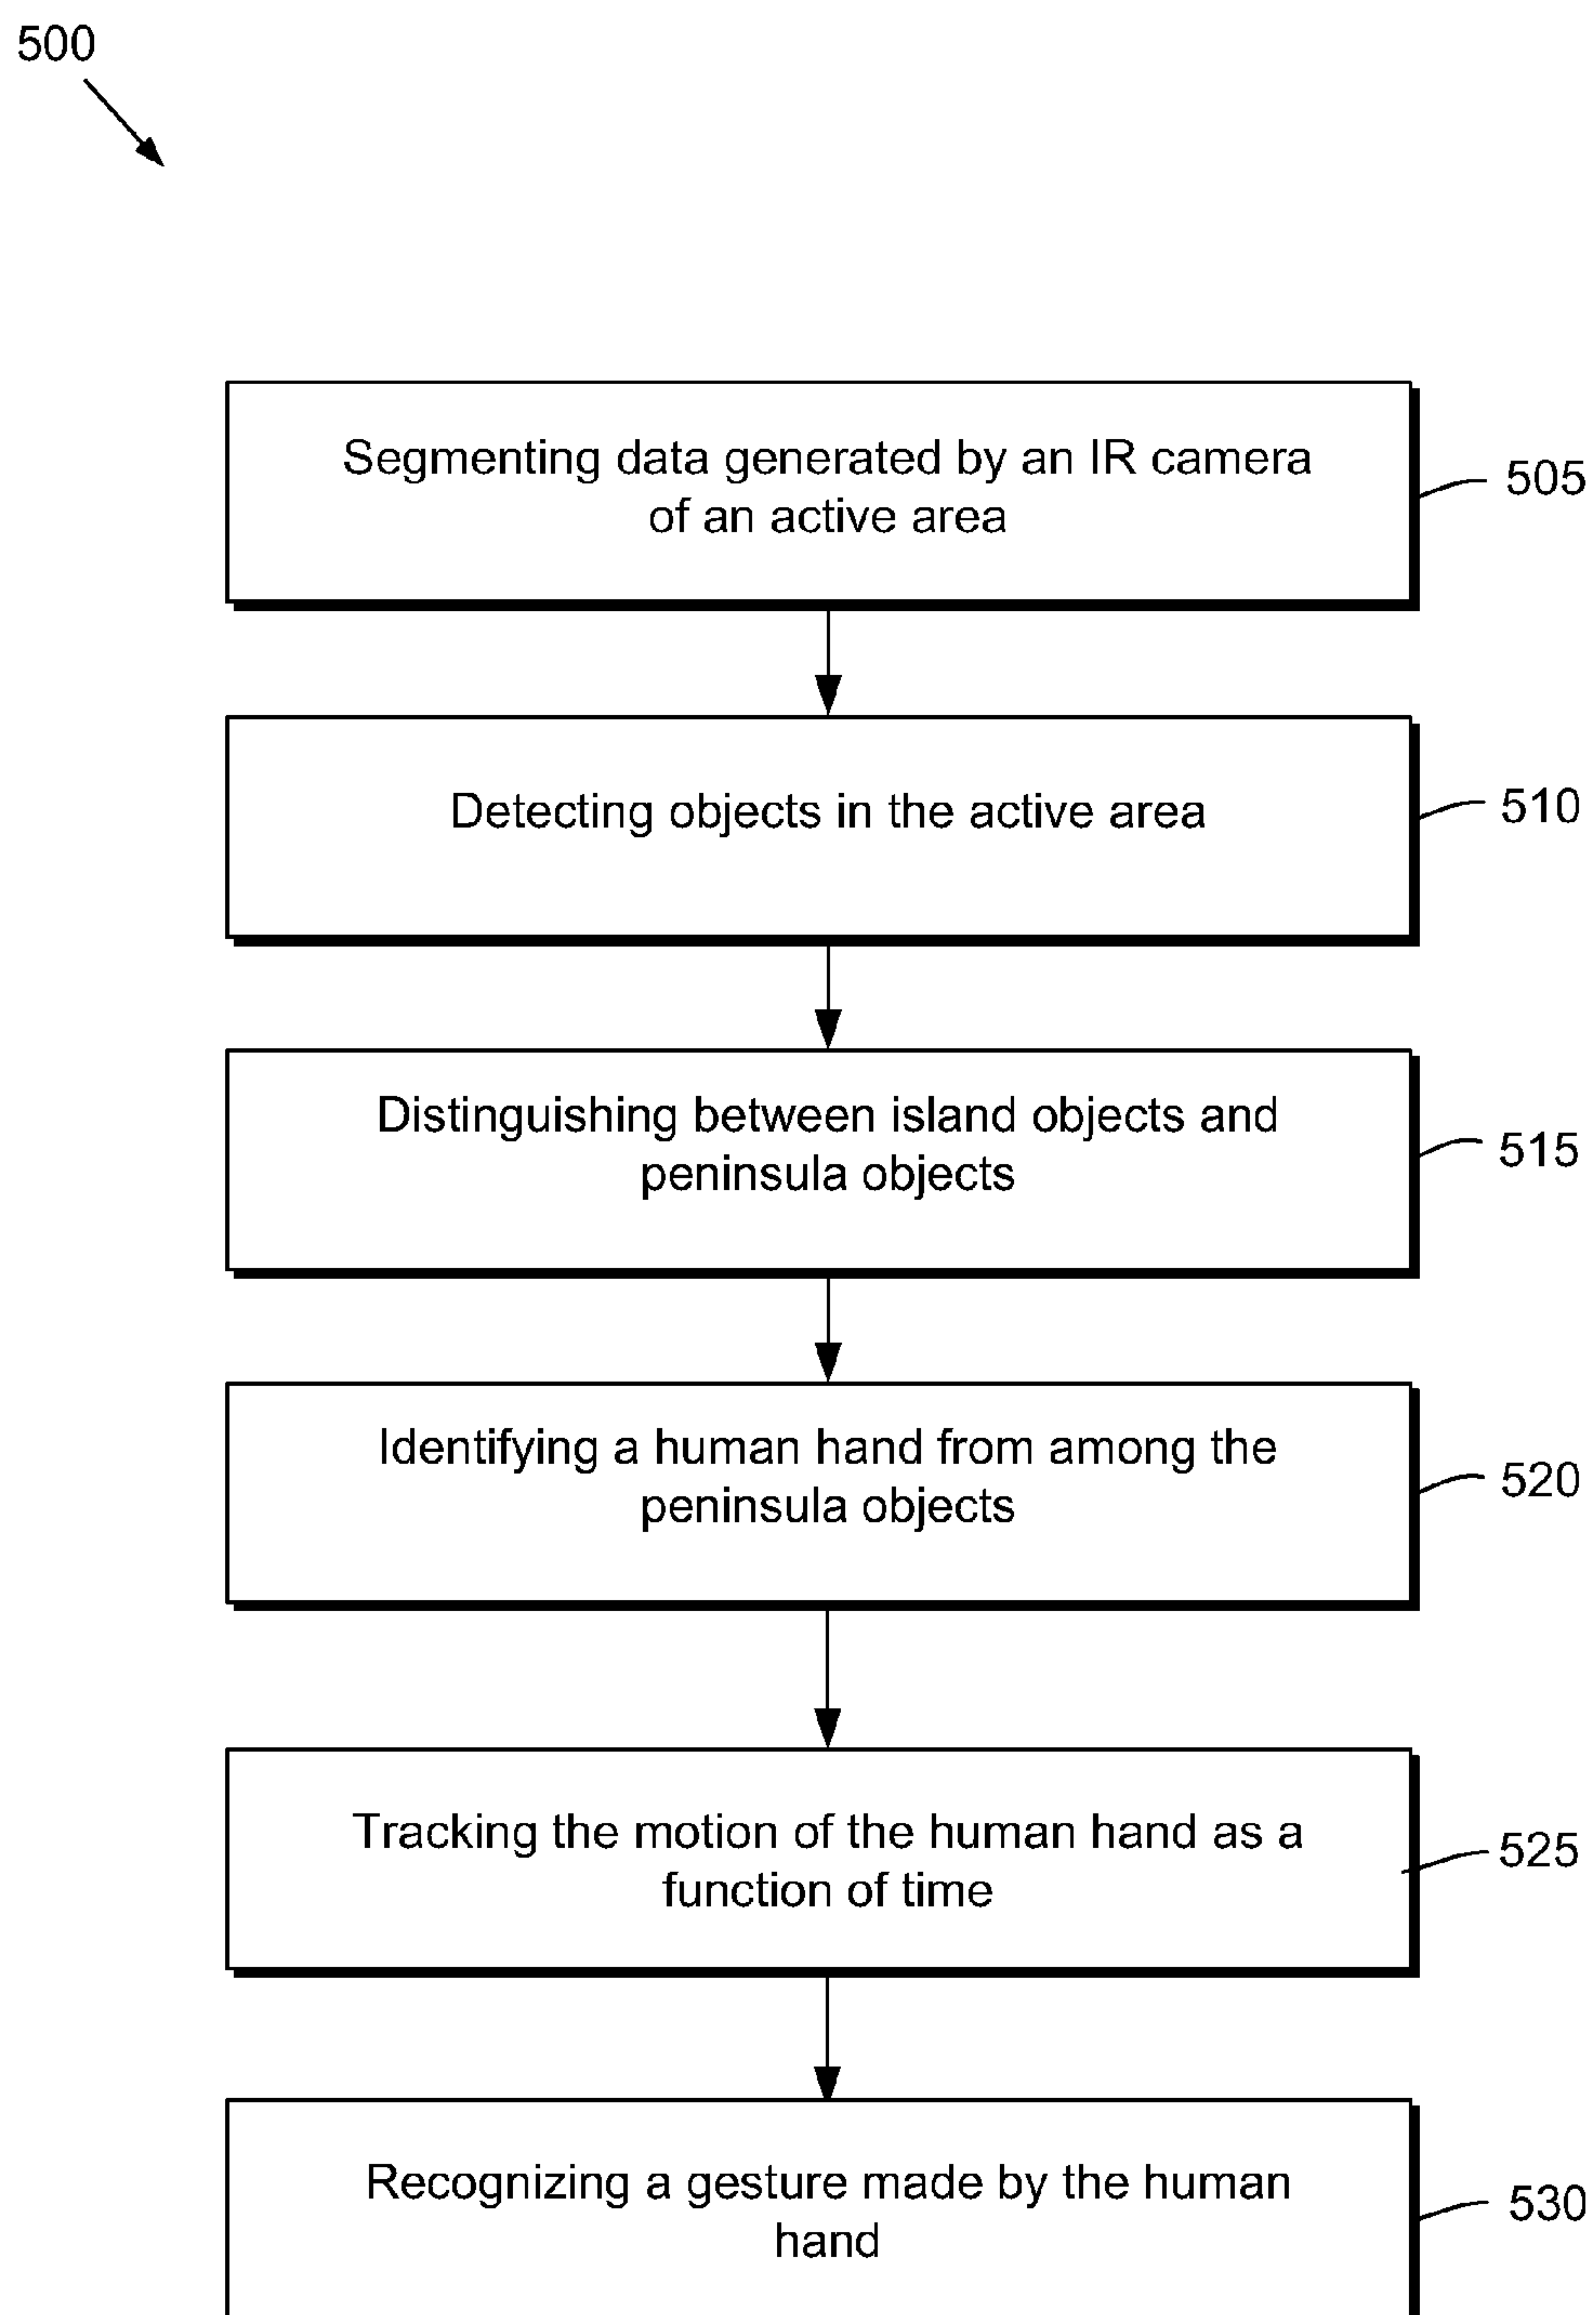 500
Segmenting data generated by an IR camera
of an active area
505
Detecting objects in the active area
510
Distinguishing between island objects and
peninsula objects
515
Identifying a human hand from among the
peninsula objects
520
Tracking the motion of the human hand as a
function of time
525
Recognizing a gesture made by the human
hand
530